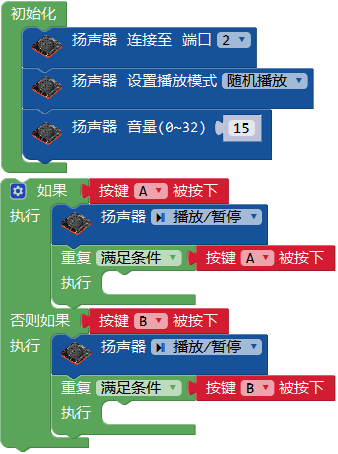 初始化
扬声器 连接至 端口 2
扬声器 设置播放模式 随机播放
扬声器 音量(0~32) 15
如果 按键 A 被按下
执行 扬声器 播放/暂停
重复 满足条件 按键 A 被按下
执行
否则如果 按键 B 被按下
执行 扬声器 播放/暂停
重复 满足条件 按键 B 被按下
执行